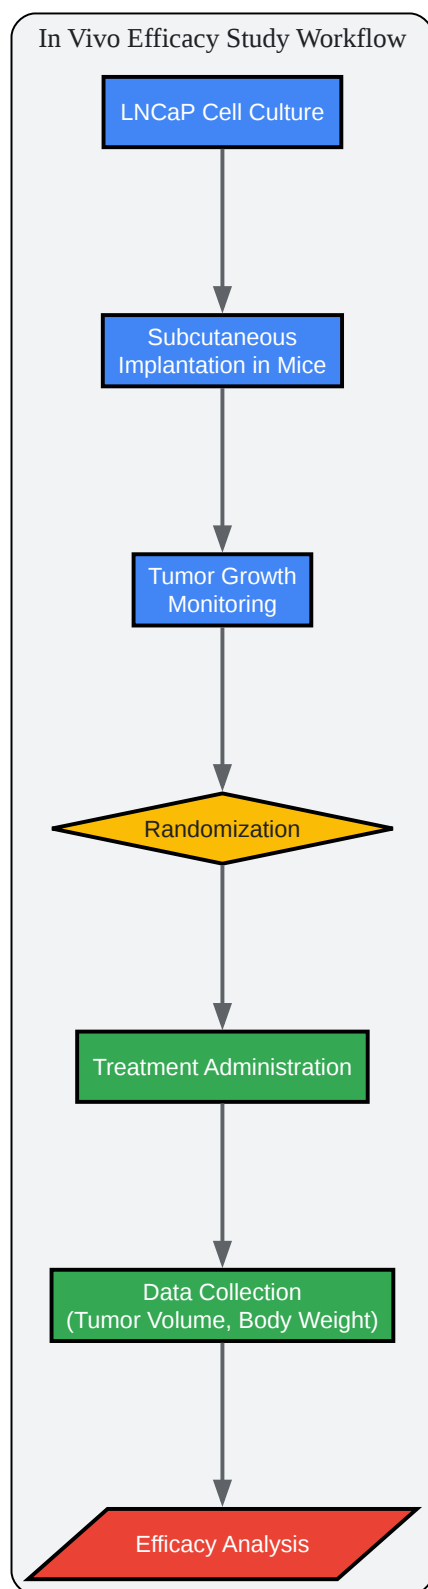 In Vivo Efficacy Study Workflow
LNCaP Cell Culture
Subcutaneous
Implantation in Mice
Tumor Growth
Monitoring
Randomization
Treatment Administration
Data Collection
(Tumor Volume, Body Weight)
Efficacy Analysis